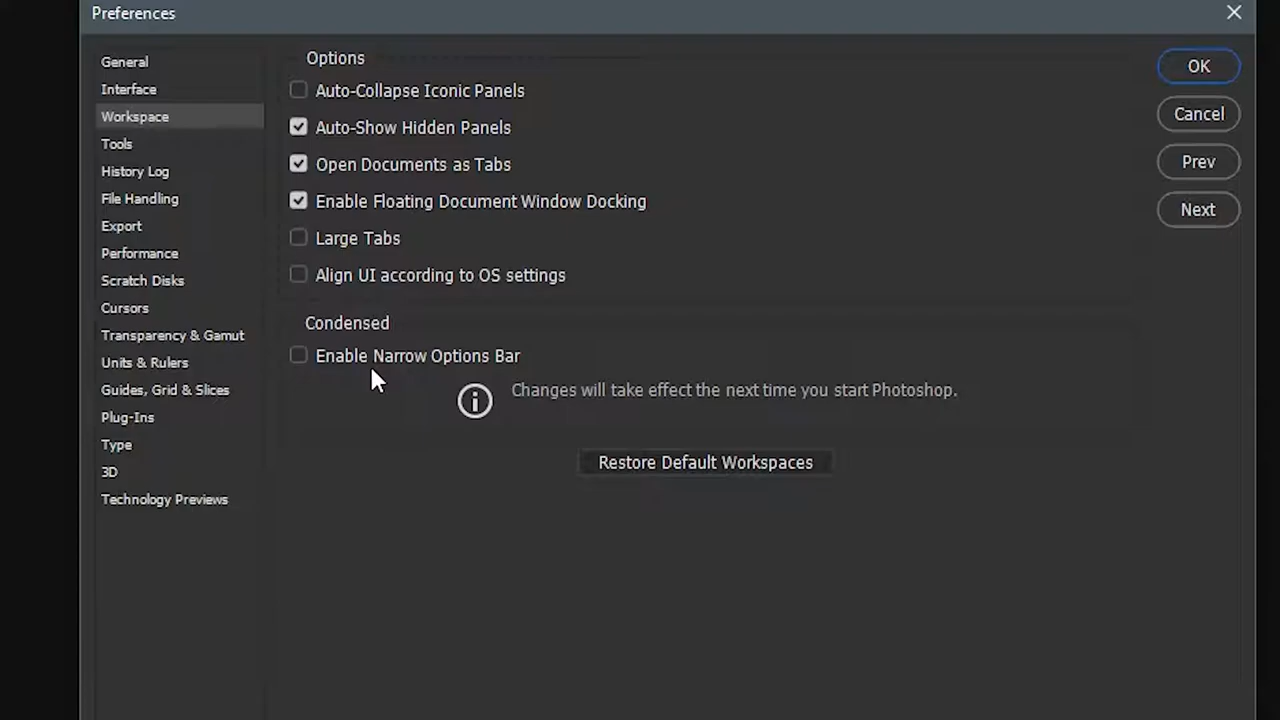 Preferences
General
Interface
Workspace
Tools
History Log
File Handling
Export
Performance
Scratch Disks
Cursors
Transparency & Gamut
Units & Rulers
Guides, Grid & Slices
Plug-Ins
Type
3D
Technology Previews
Options
Auto-Collapse Iconic Panels
Auto-Show Hidden Panels
Open Documents as Tabs
Enable Floating Document Window Docking
Large Tabs
Align UI according to OS settings
Condensed
Enable Narrow Options Bar
Changes will take effect the next time you start Photoshop.
Restore Default Workspaces
OK
Cancel
Prev
Next